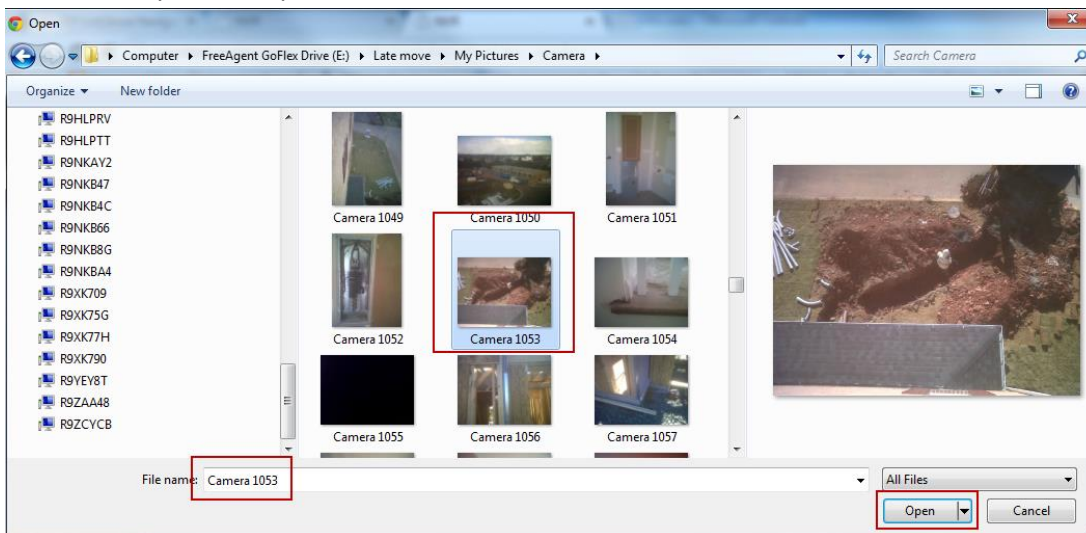 Open
Computer ▸ FreeAgent GoFlex Drive (E:) ▸ Late move ▸ My Pictures ▸ Camera ▸
Search Camera
Organize ▾ New folder
R9HLPRV
R9HLPTT
R9NKAY2
R9NKB47
R9NKB4C
R9NKB66
R9NKB8G
R9NKBA4
R9XK709
R9XK75G
R9XK77H
R9XK790
R9YEY8T
R9ZAA48
R9ZCYCB
Camera 1049 Camera 1050 Camera 1051
Camera 1052 Camera 1053 Camera 1054
Camera 1055 Camera 1056 Camera 1057
File name: Camera 1053
All Files
Open Cancel